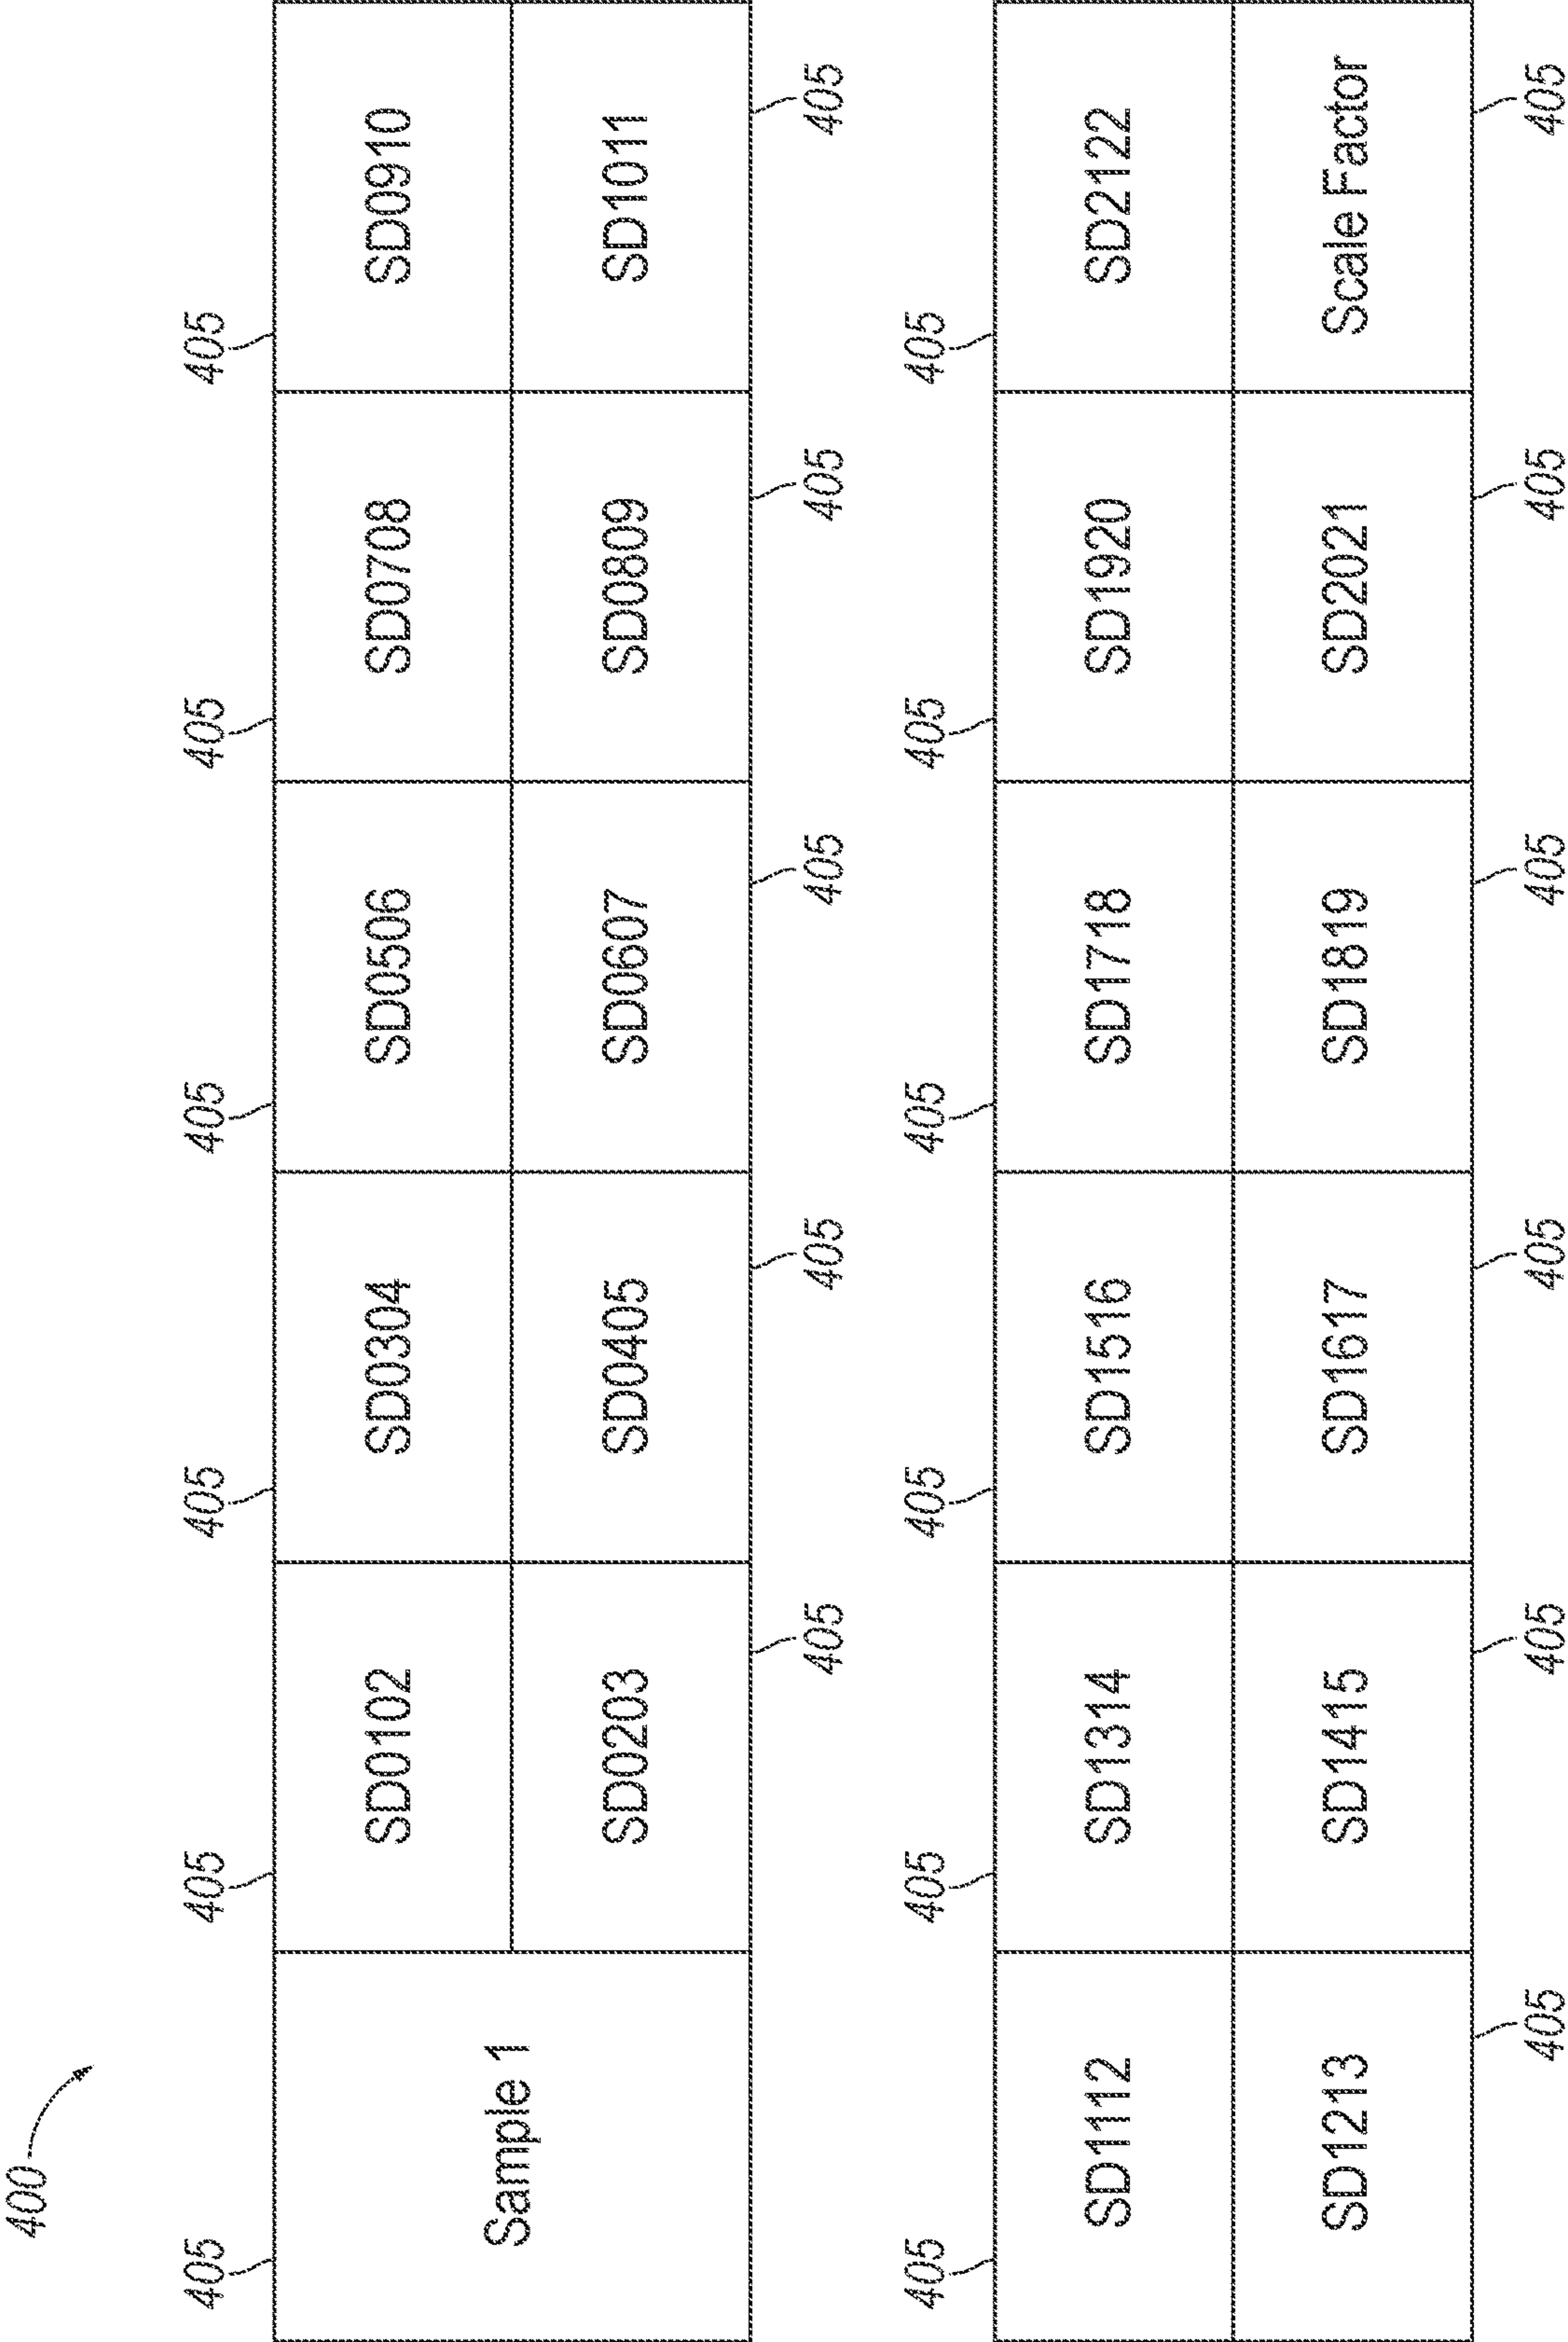 400
405 405 405 405 405 405
SD0102 SD0304 SD0506 SD0708 SD0910
Sample 1
SD0203 SD0405 SD0607 SD0809 SD1011
405 405 405 405 405
405 405 405 405 405 405
SD1112 SD1314 SD1516 SD1718 SD1920 SD2122
SD1213 SD1415 SD1617 SD1819 SD2021 Scale Factor
405 405 405 405 405 405